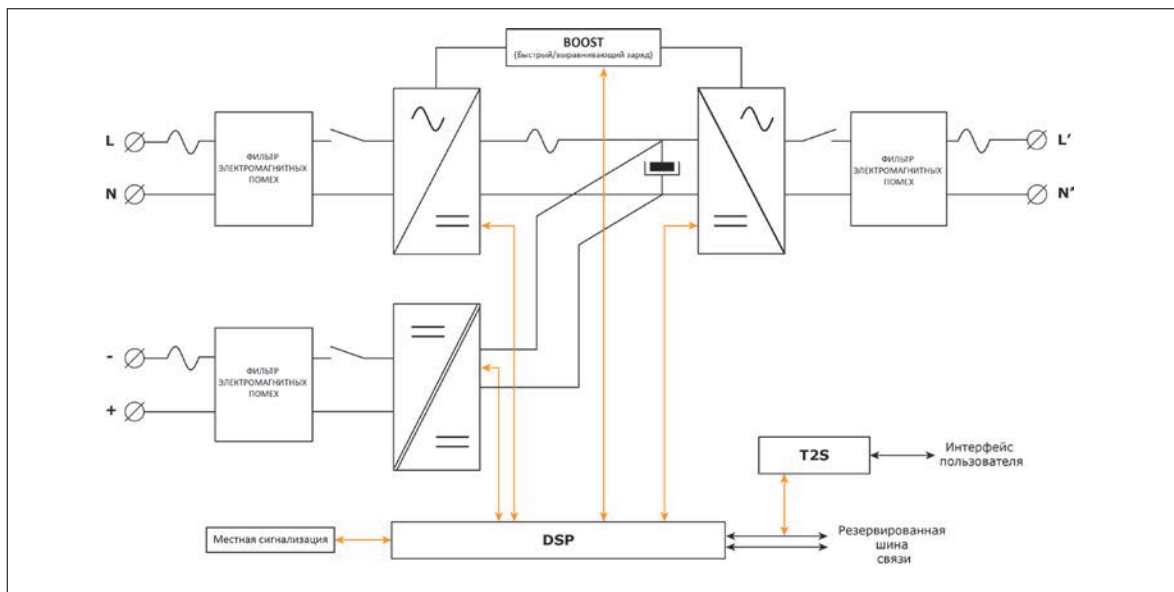 BOOST
(Быстрый/выравнивающий заряд)
L
ФИЛЬТР
ЭЛЕКТРОМАГНИТНЫХ
ПОМЕХ
N
ФИЛЬТР
ЭЛЕКТРОМАГНИТНЫХ
ПОМЕХ
L'
N'
-
ФИЛЬТР
ЭЛЕКТРОМАГНИТНЫХ
ПОМЕХ
+
T2S
Интерфейс
пользователя
Местная сигнализация
DSP
Резервированная
шина
связи